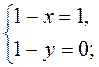 1 - x = 1,
1 - y = 0;